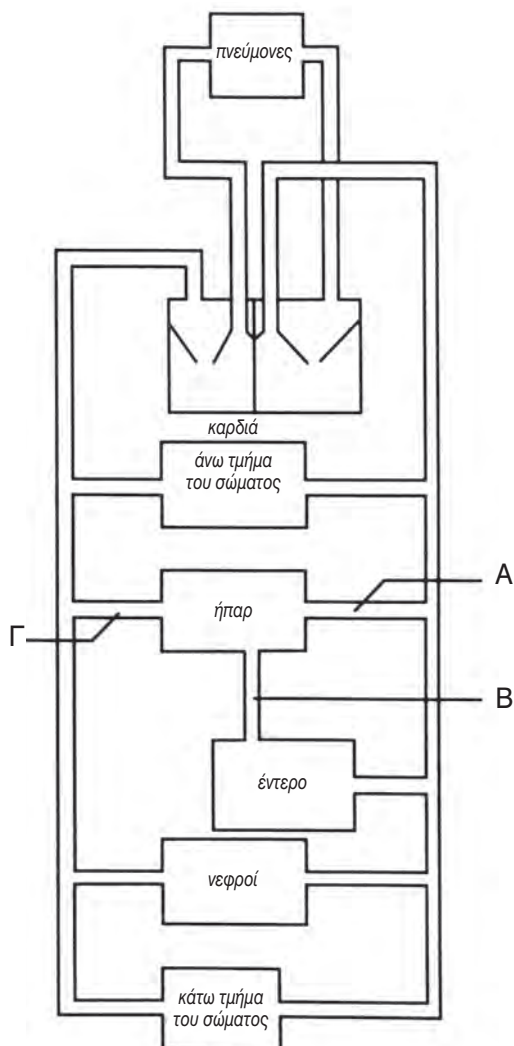 πνεύμονες
καρδιά
άνω τμήμα
του σώματος
Α
ήπαρ
Γ
Β
έντερο
νεφροί
κάτω τμήμα
του σώματος